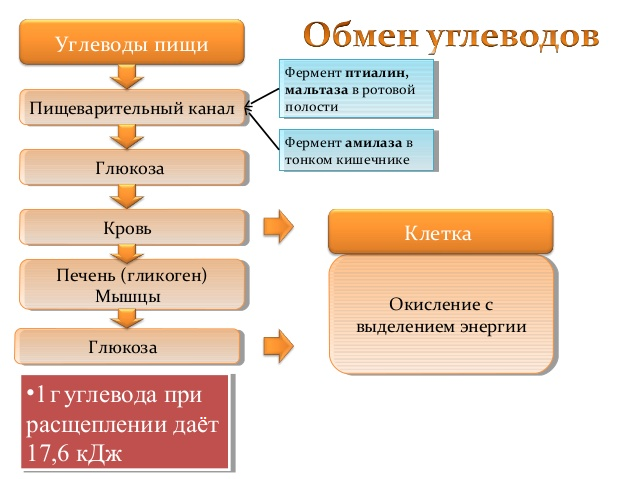 Обмен углеводов
Углеводы пищи
Пищеварительный канал
Фермент птиалин,
мальтаза в ротовой
полости
Фермент амилаза в
тонком кишечнике
Глюкоза
Кровь
Печень (гликоген)
Мышцы
Глюкоза
Клетка
Окисление с
выделением энергии
•1 г углевода при
расщеплении даёт
17,6 кДж